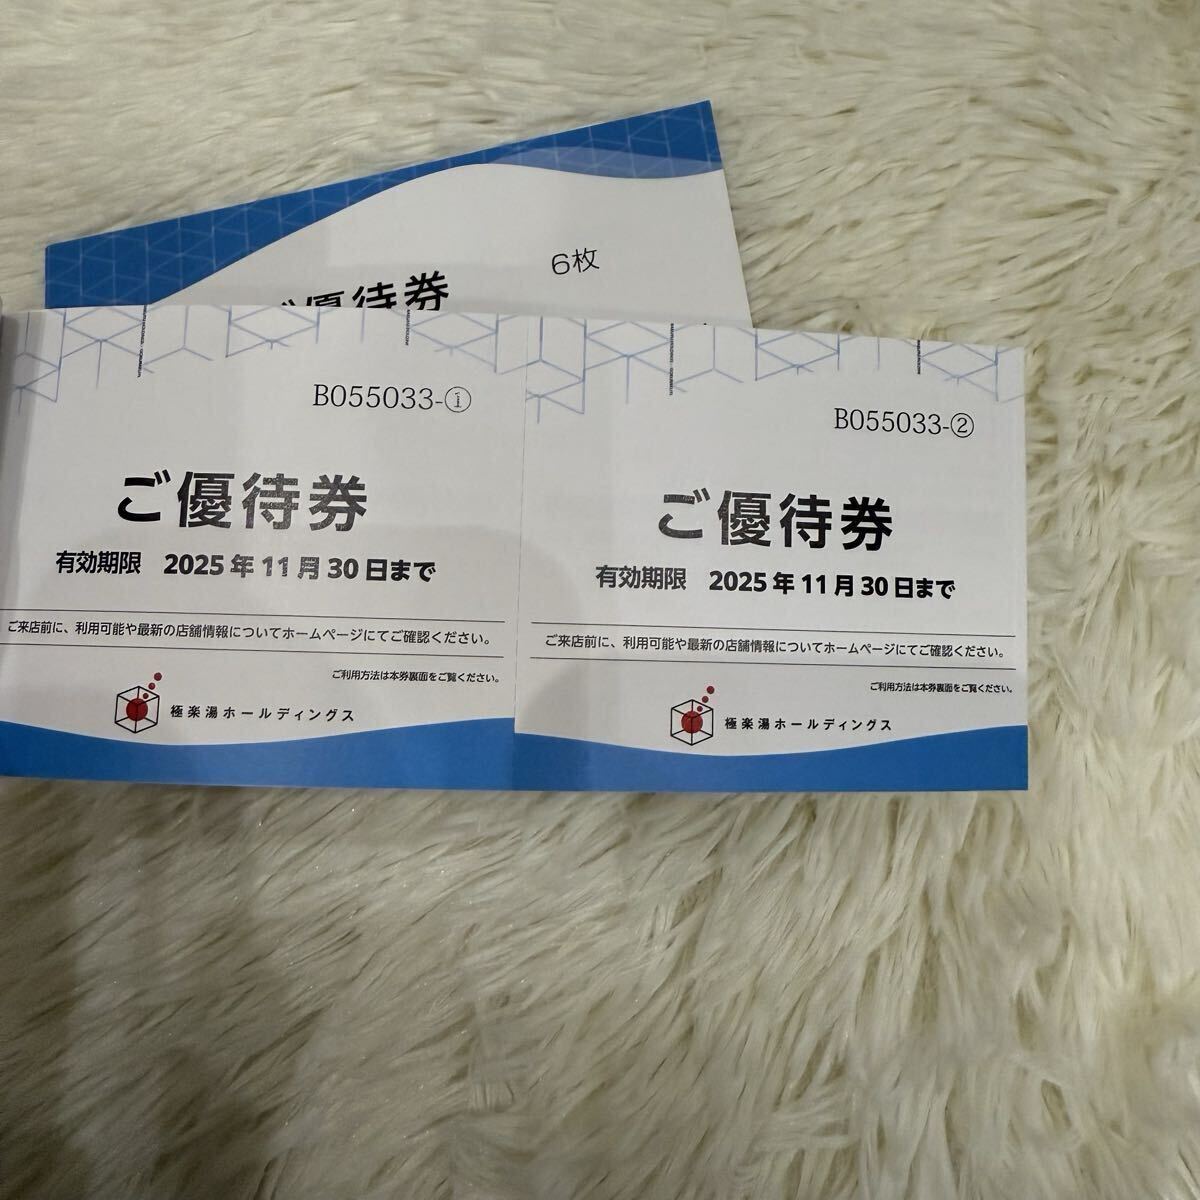 6枚
ご優待券
B055033-①
ご優待券
有効期限 2025年11月30日まで
ご来店前に、利用可能や最新の店舗情報についてホームページにてご確認ください。
ご利用方法は本券裏面をご覧ください。
極楽湯ホールディングス
B055033-②
ご優待券
有効期限 2025年11月30日まで
ご来店前に、利用可能や最新の店舗情報についてホームページにてご確認ください。
ご利用方法は本券裏面をご覧ください。
極楽湯ホールディングス